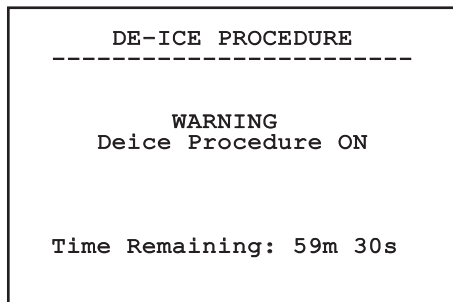 DE-ICE PROCEDURE
------------------------
WARNING
Deice Procedure ON
Time Remaining: 59m 30s